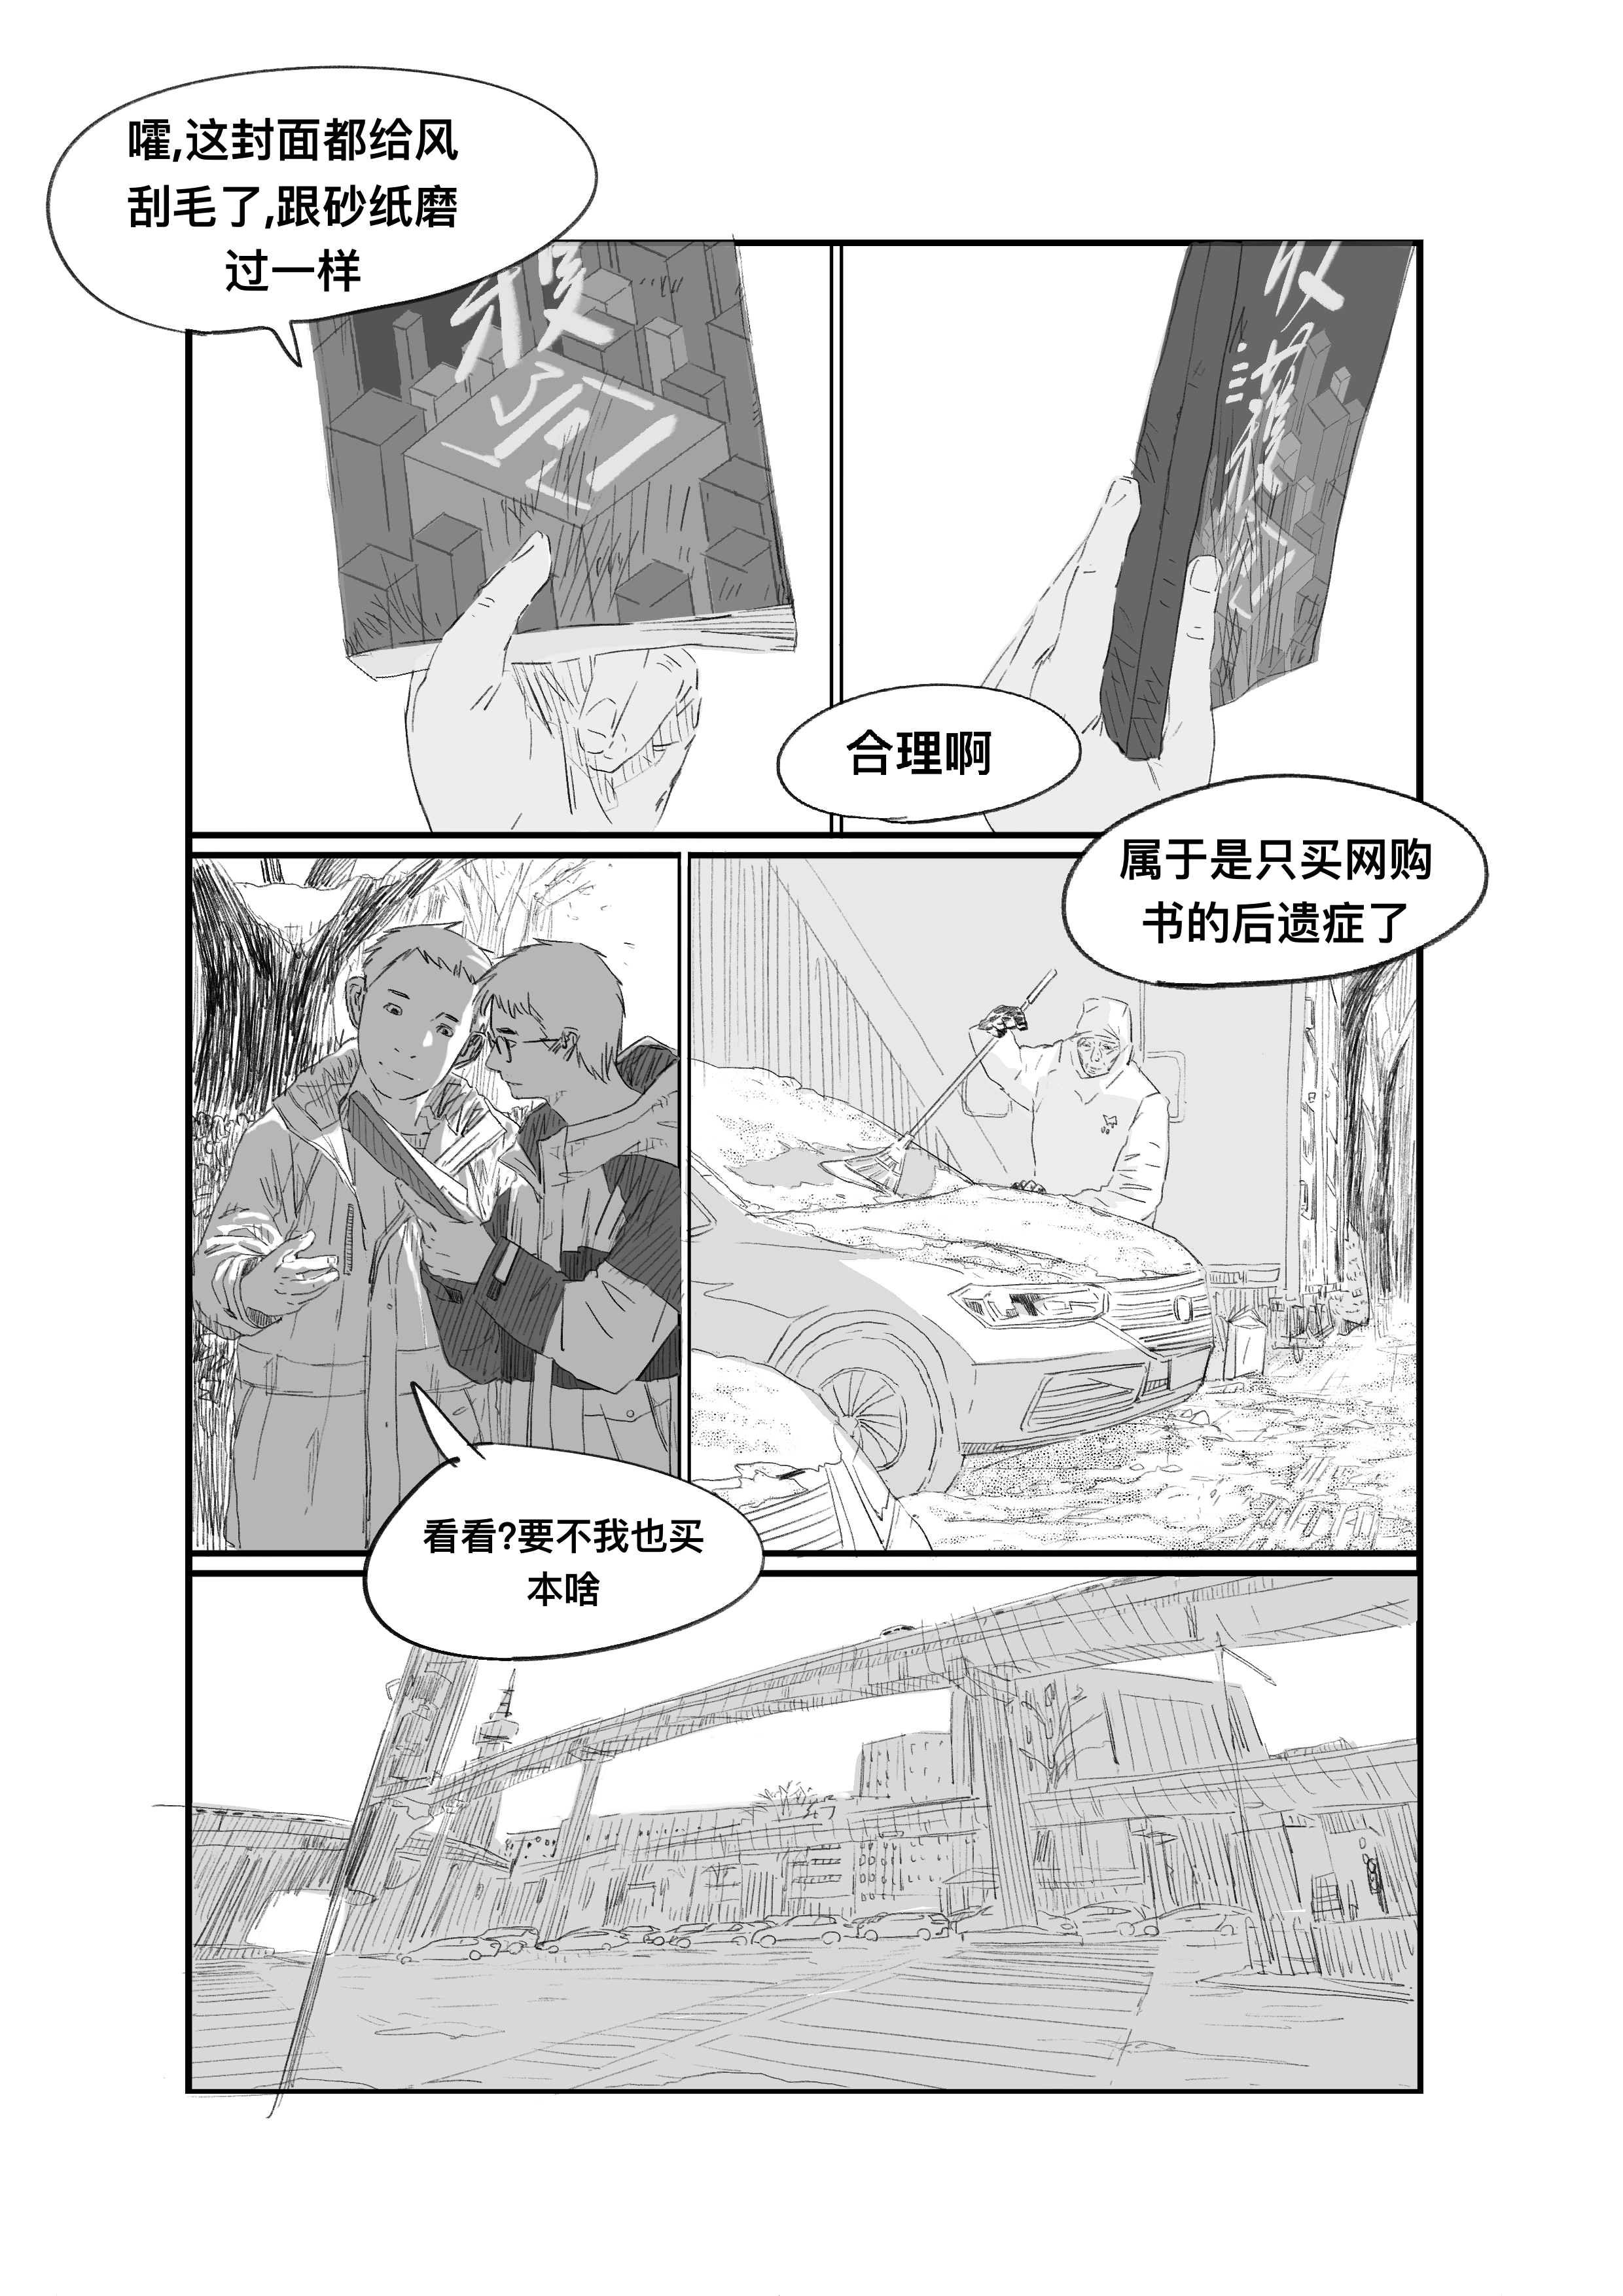 嚯,这封面都给风
刮毛了,跟砂纸磨
过一样
收
获
合理啊
属于是只买网购
书的后遗症了
看看?要不我也买
本啥